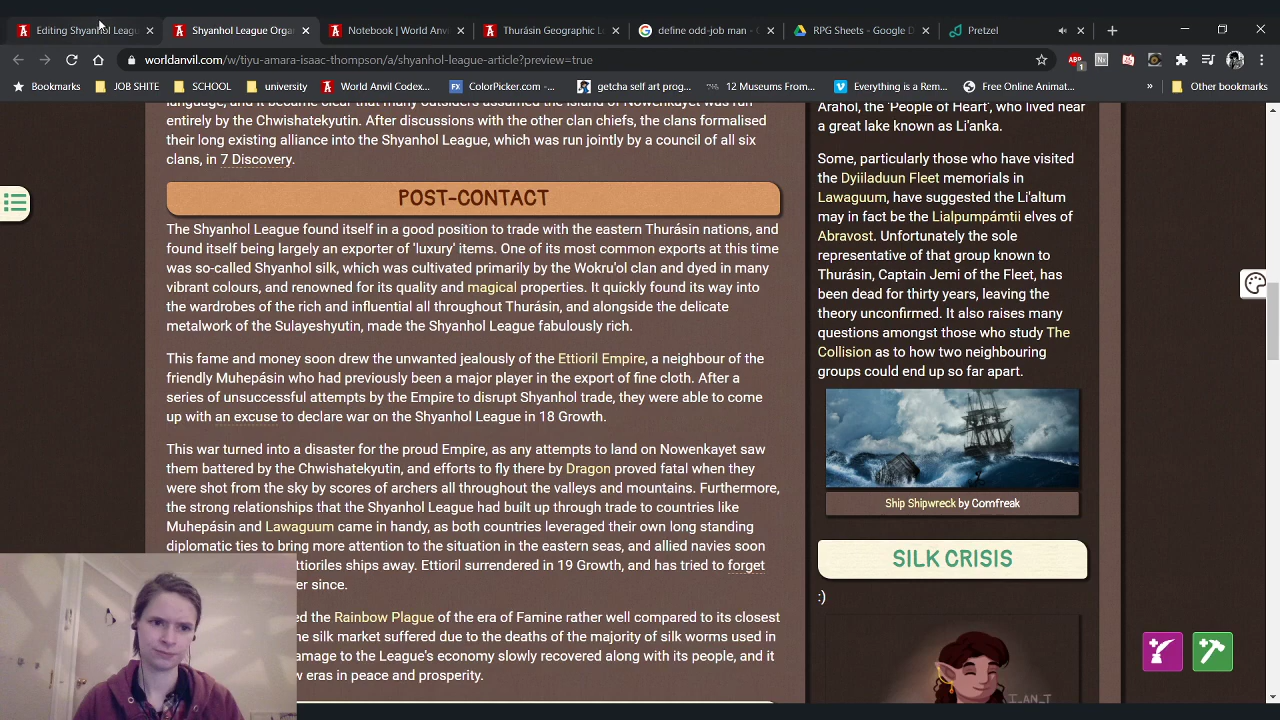 Editing Shyanhol Leagu
Shyanhol League Orga
Notebook | World Anvi
Thurásin Geographic L
define odd-job man -
RPG Sheets - Google D
Pretzel
worldanvil.com/w/tiyu-amara-isaac-thompson/a/shyanhol-league-article?preview=true
Bookmarks
JOB SHITE
SCHOOL
university
World Anvil Codex...
ColorPicker.com -...
getcha self art prog...
12 Museums From...
Everything is a Rem...
Free Online Animat...
Other bookmarks
language, and it became clear that many outsiders assumed the island of Nowenkayet was run
entirely by the Chwishatekyutin. After discussions with the other clan chiefs, the clans formalised
their long existing alliance into the Shyanhol League, which was run jointly by a council of all six
clans, in 7 Discovery.
POST-CONTACT
The Shyanhol League found itself in a good position to trade with the eastern Thurásin nations, and
found itself being largely an exporter of 'luxury' items. One of its most common exports at this time
was so-called Shyanhol silk, which was cultivated primarily by the Wokru'ol clan and dyed in many
vibrant colours, and renowned for its quality and magical properties. It quickly found its way into
the wardrobes of the rich and influential all throughout Thurásin, and alongside the delicate
metalwork of the Sulayeshyutin, made the Shyanhol League fabulously rich.
This fame and money soon drew the unwanted jealously of the Ettioril Empire, a neighbour of the
friendly Muhepásin who had previously been a major player in the export of fine cloth. After a
series of unsuccessful attempts by the Empire to disrupt Shyanhol trade, they were able to come
up with an excuse to declare war on the Shyanhol League in 18 Growth.
This war turned into a disaster for the proud Empire, as any attempts to land on Nowenkayet saw
them battered by the Chwishatekyutin, and efforts to fly there by Dragon proved fatal when they
were shot from the sky by scores of archers all throughout the valleys and mountains. Furthermore,
the strong relationships that the Shyanhol League had built up through trade to countries like
Muhepásin and Lawaguum came in handy, as both countries leveraged their own long standing
diplomatic ties to bring more attention to the situation in the eastern seas, and allied navies soon
ttioriles ships away. Ettioril surrendered in 19 Growth, and has tried to forget
er since.
ed the Rainbow Plague of the era of Famine rather well compared to its closest
ne silk market suffered due to the deaths of the majority of silk worms used in
amage to the League's economy slowly recovered along with its people, and it
w eras in peace and prosperity.
Arahol, the 'People of Heart', who lived near
a great lake known as Li'anka.
Some, particularly those who have visited
the Dyiiladuun Fleet memorials in
Lawaguum, have suggested the Li'altum
may in fact be the Lialpumpámtii elves of
Abravost. Unfortunately the sole
representative of that group known to
Thurásin, Captain Jemi of the Fleet, has
been dead for thirty years, leaving the
theory unconfirmed. It also raises many
questions amongst those who study The
Collision as to how two neighbouring
groups could end up so far apart.
Ship Shipwreck by Comfreak
SILK CRISIS
:)